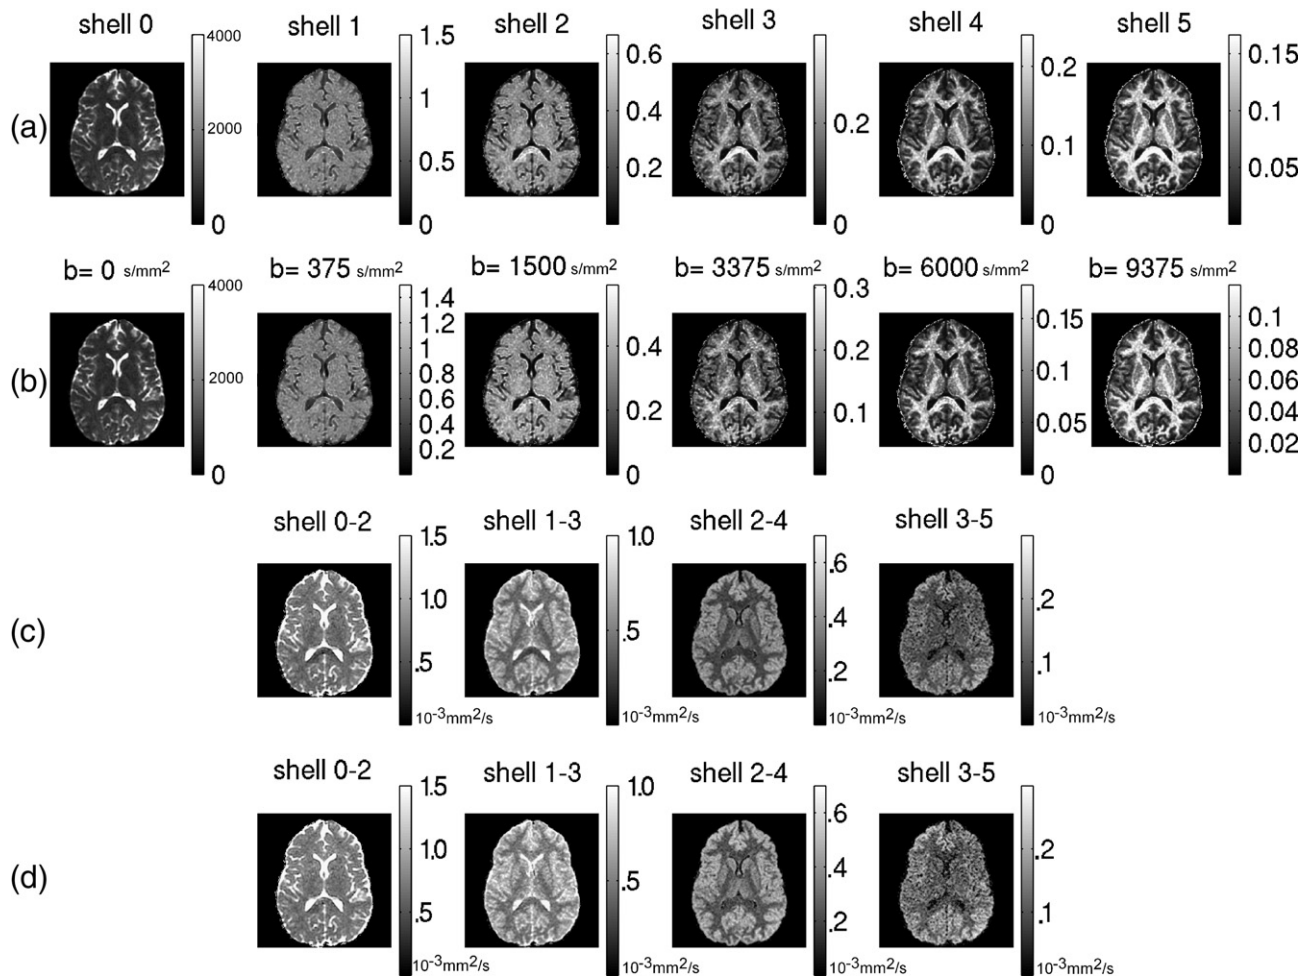 shell 0
shell 1
shell 2
shell 3
shell 4
shell 5
(a)
4000
2000
0
1.5
1
0.5
0
0.6
0.4
0.2
0.2
0
0.2
0.1
0
0.15
0.1
0.05
b= 0 s/mm²
b= 375 s/mm²
b= 1500 s/mm²
b= 3375 s/mm²
b= 6000 s/mm²
b= 9375 s/mm²
(b)
4000
2000
0
1.4
1.2
1
0.8
0.6
0.4
0.2
0.4
0.2
0
0.3
0.2
0.1
0.15
0.1
0.05
0
0.1
0.08
0.06
0.04
0.02
shell 0-2
shell 1-3
shell 2-4
shell 3-5
(c)
1.5
1.0
.5
10⁻³mm²/s
1.0
.5
10⁻³mm²/s
.6
.4
.2
10⁻³mm²/s
.2
.1
10⁻³mm²/s
shell 0-2
shell 1-3
shell 2-4
shell 3-5
(d)
1.5
1.0
.5
10⁻³mm²/s
1.0
.5
10⁻³mm²/s
.6
.4
.2
10⁻³mm²/s
.2
.1
10⁻³mm²/s